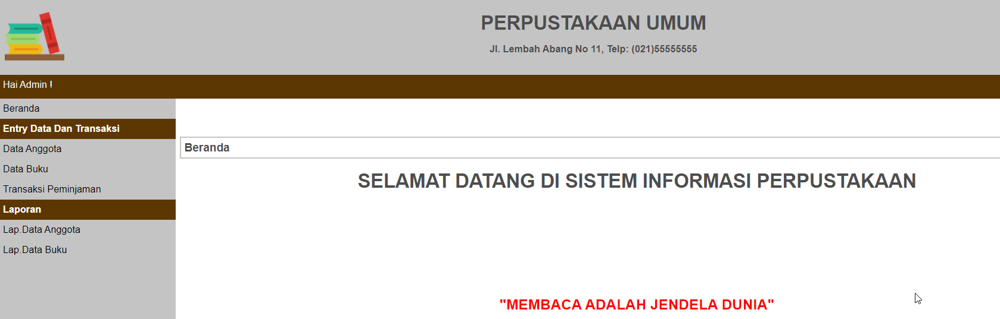 PERPUSTAKAAN UMUM
Jl. Lembah Abang No 11, Telp: (021)55555555
Hai Admin !
Beranda
Entry Data Dan Transaksi
Data Anggota
Data Buku
Transaksi Peminjaman
Laporan
Lap.Data Anggota
Lap.Data Buku
Beranda
SELAMAT DATANG DI SISTEM INFORMASI PERPUSTAKAAN
"MEMBACA ADALAH JENDELA DUNIA"